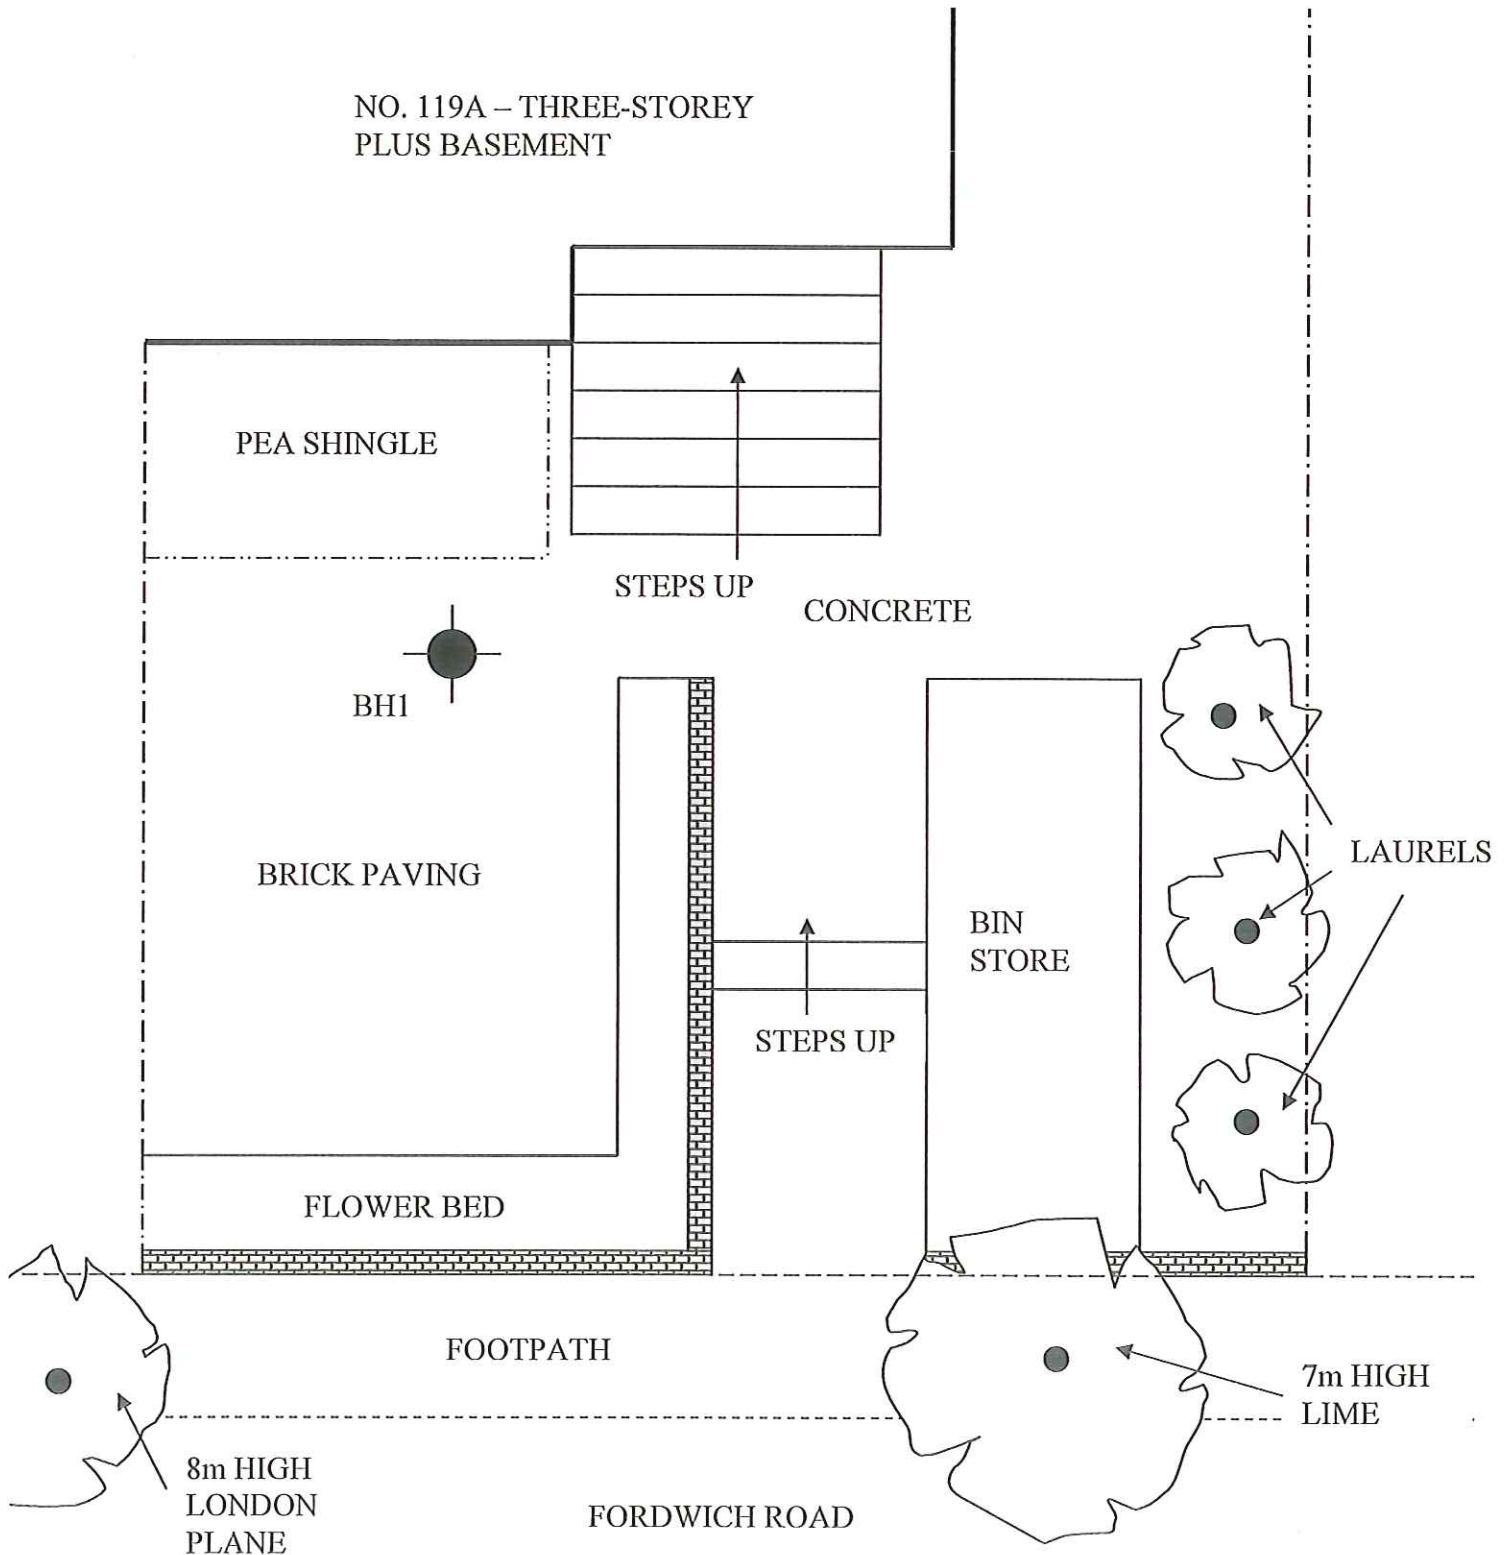 NO. 119A – THREE-STOREY
PLUS BASEMENT
PEA SHINGLE
STEPS UP
CONCRETE
BH1
LAURELS
BRICK PAVING
BIN
STORE
STEPS UP
FLOWER BED
FOOTPATH
7m HIGH
LIME
8m HIGH
LONDON
PLANE
FORDWICH ROAD